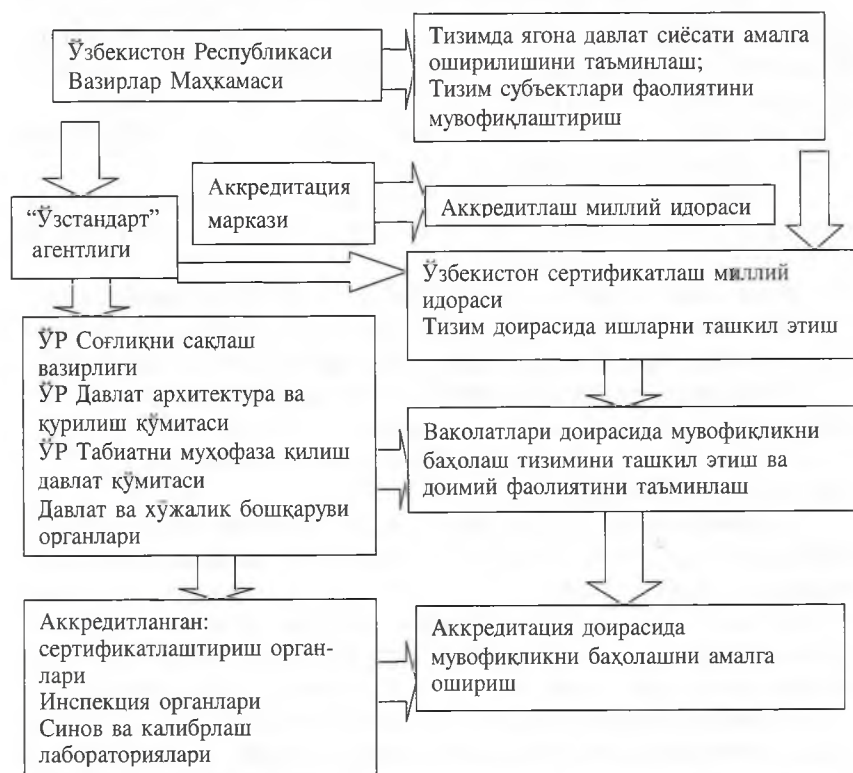 Ўзбекистон Республикаси
Вазирлар Маҳкамаси
Тизимда ягона давлат сиёсати амалга
оширилишини таъминлаш;
Тизим субъектлари фаолиятини
мувофиқлаштириш
“Ўзстандарт”
агентлиги
Аккредитация
маркази
Аккредитлаш миллий идораси
Ўзбекистон сертификатлаш миллий
идораси
Тизим доирасида ишларни ташкил этиш
ЎР Соғлиқни сақлаш
вазирлиги
ЎР Давлат архитектура ва
қурилиш қўмитаси
ЎР Табиатни муҳофаза қилиш
давлат қўмитаси
Давлат ва хўжалик бошқаруви
органлари
Ваколатлари доирасида мувофиқликни
баҳолаш тизимини ташкил этиш ва
доимий фаолиятини таъминлаш
Аккредитланган:
сертификатлаштириш орган-
лари
Инспекция органлари
Синов ва калибрлаш
лабораториялари
Аккредитация доирасида
мувофиқликни баҳолашни амалга
ошириш